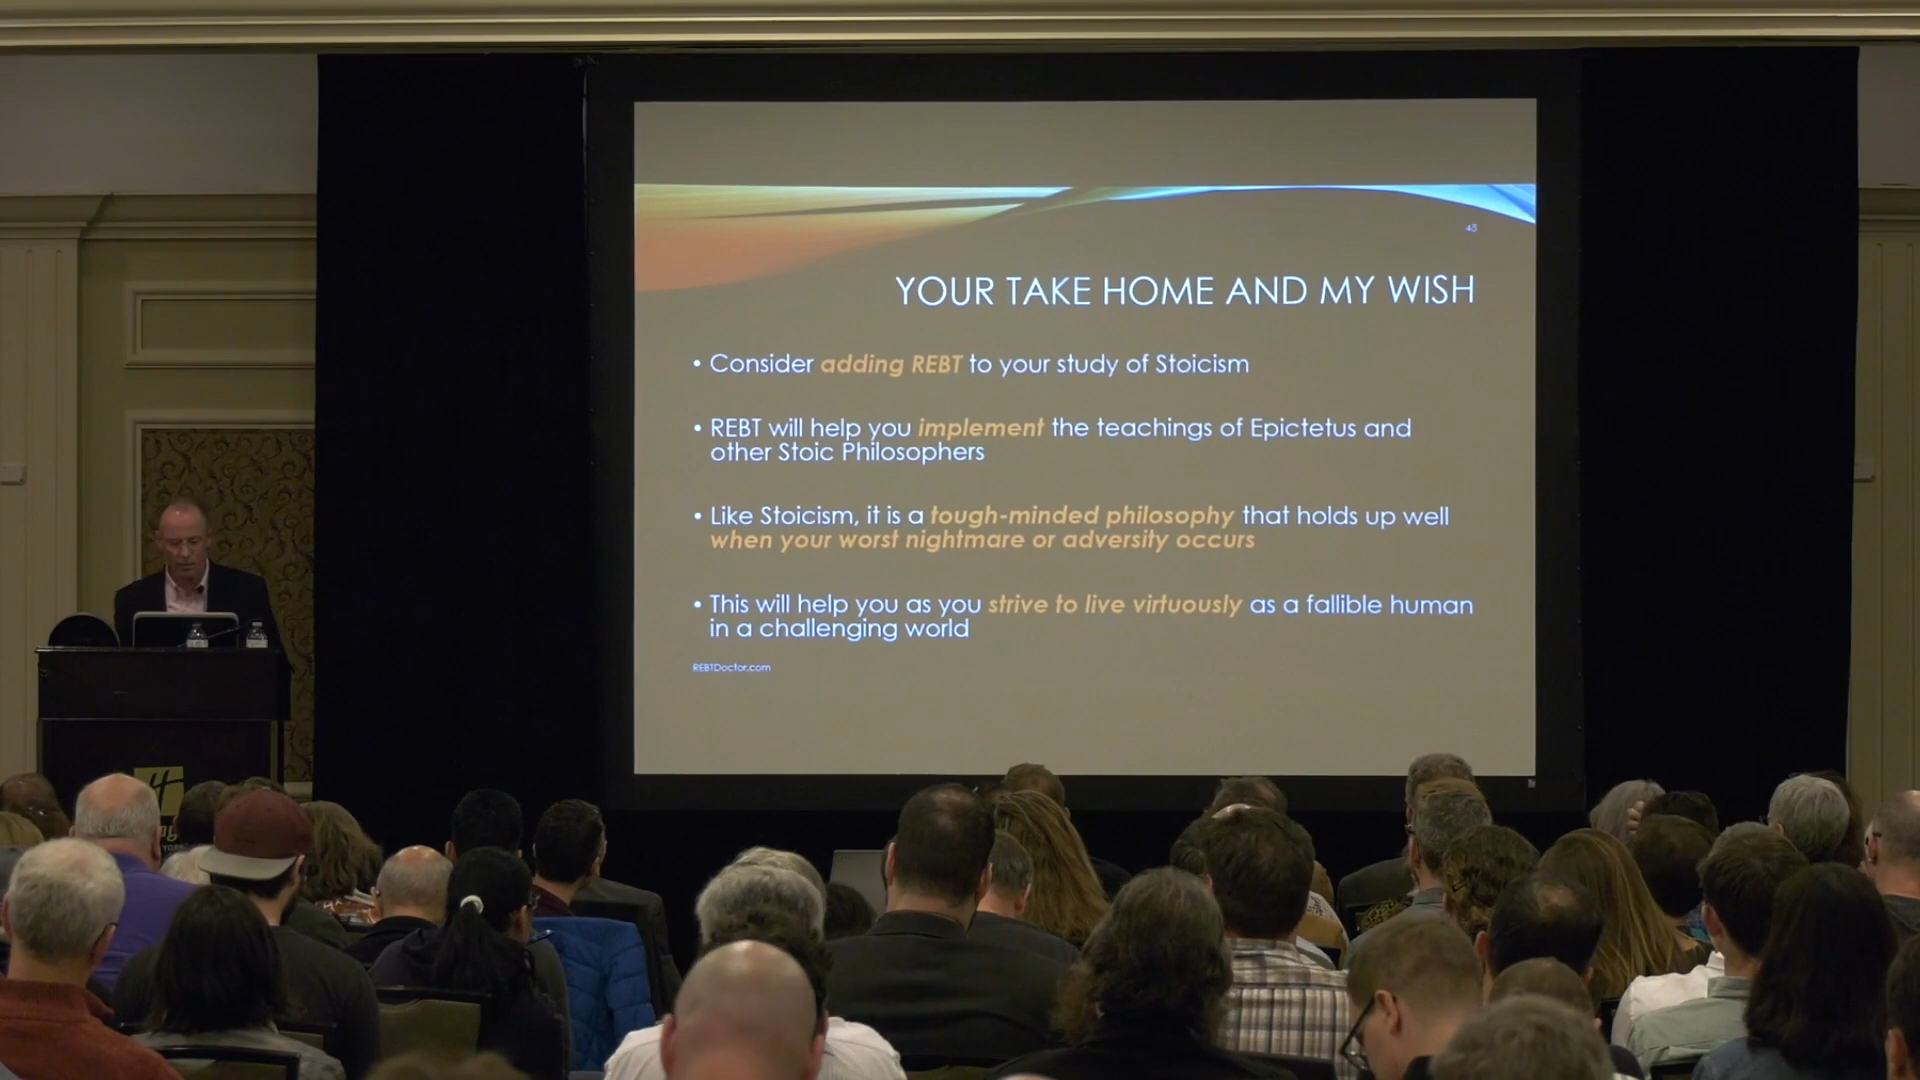 45
YOUR TAKE HOME AND MY WISH
• Consider adding REBT to your study of Stoicism
• REBT will help you implement the teachings of Epictetus and
other Stoic Philosophers
• Like Stoicism, it is a tough-minded philosophy that holds up well
when your worst nightmare or adversity occurs
• This will help you as you strive to live virtuously as a fallible human
in a challenging world
REBTDoctor.com